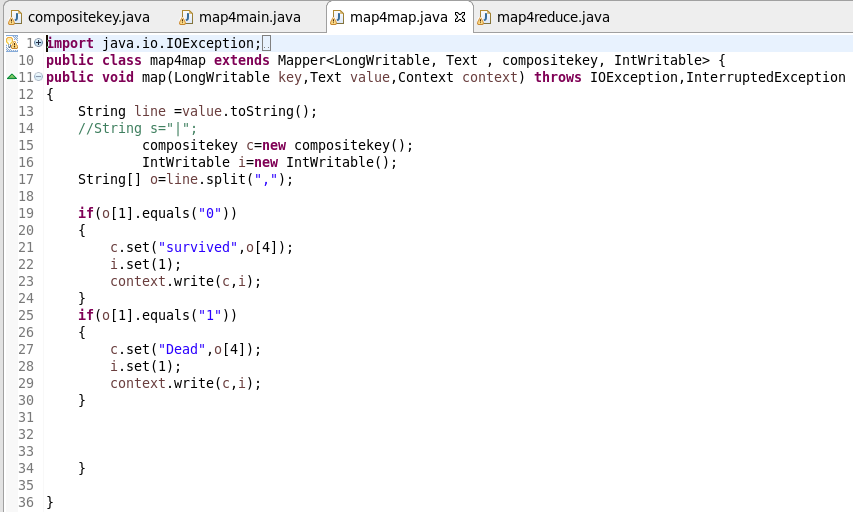 compositekey.java map4main.java map4map.java map4reduce.java
1 import java.io.IOException;
10 public class map4map extends Mapper<LongWritable, Text , compositekey, IntWritable> {
11 public void map(LongWritable key,Text value,Context context) throws IOException,InterruptedException
12 {
13     String line =value.toString();
14     //String s="|";
15             compositekey c=new compositekey();
16             IntWritable i=new IntWritable();
17     String[] o=line.split(",");
18
19     if(o[1].equals("0"))
20     {
21         c.set("survived",o[4]);
22         i.set(1);
23         context.write(c,i);
24     }
25     if(o[1].equals("1"))
26     {
27         c.set("Dead",o[4]);
28         i.set(1);
29         context.write(c,i);
30     }
31
32
33
34     }
35
36 }